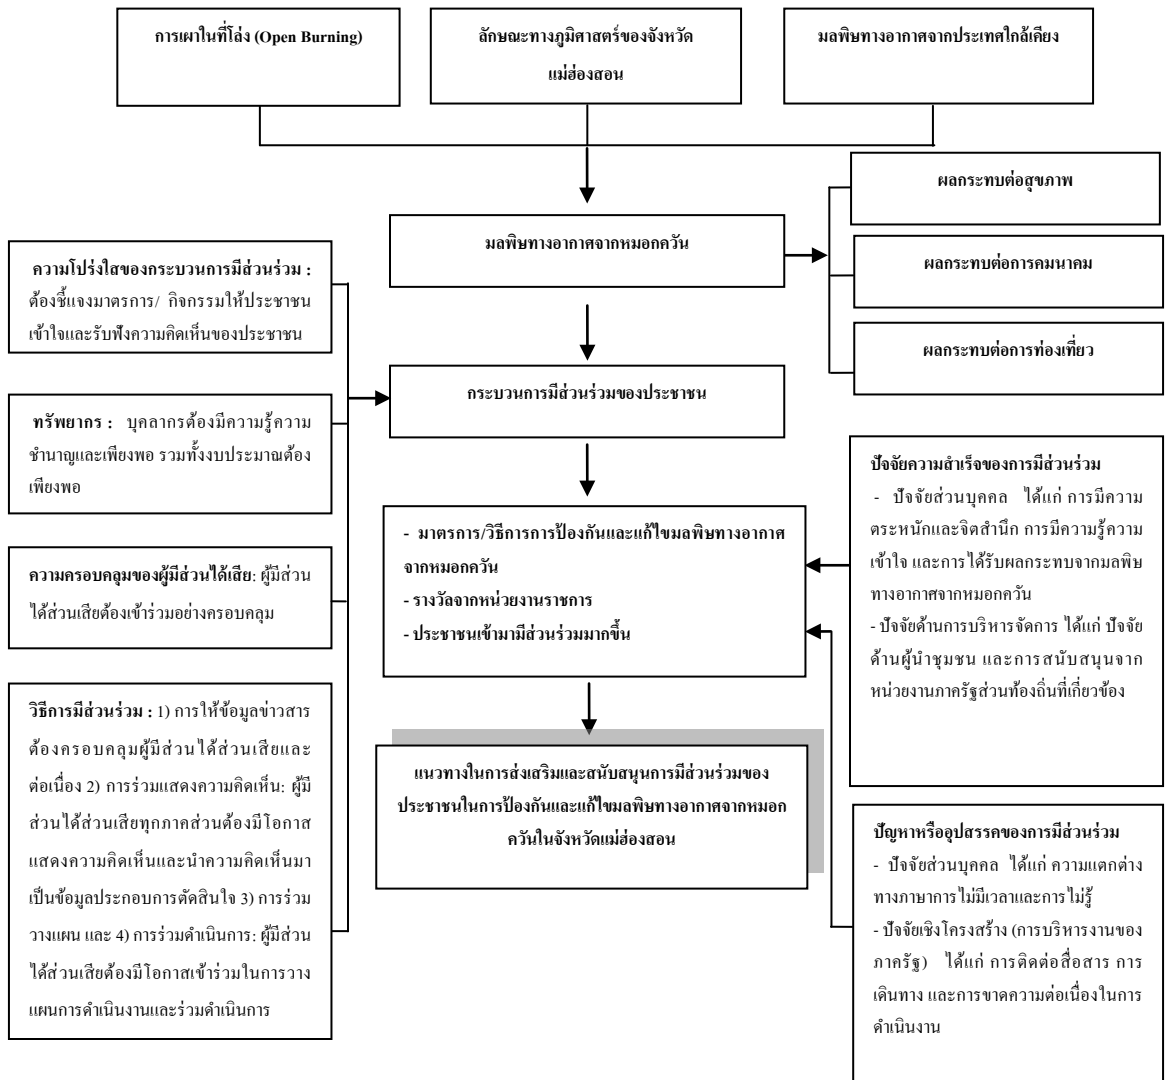 การเผาในที่โล่ง (Open Burning)
ลักษณะทางภูมิศาสตร์ของจังหวัด
แม่ฮ่องสอน
มลพิษทางอากาศจากประเทศใกล้เคียง
มลพิษทางอากาศจากหมอกควัน
ผลกระทบต่อสุขภาพ
ผลกระทบต่อการคมนาคม
ผลกระทบต่อการท่องเที่ยว
ความโปร่งใสของกระบวนการมีส่วนร่วม :
ต้องชี้แจงมาตรการ/ กิจกรรมให้ประชาชน
เข้าใจและรับฟังความคิดเห็นของประชาชน
ทรัพยากร : บุคลากรต้องมีความรู้ความ
ชำนาญและเพียงพอ รวมทั้งงบประมาณต้อง
เพียงพอ
ความครอบคลุมของผู้มีส่วนได้เสีย: ผู้มีส่วน
ได้ส่วนเสียต้องเข้าร่วมอย่างครอบคลุม
วิธีการมีส่วนร่วม : 1) การให้ข้อมูลข่าวสาร
ต้องครอบคลุมผู้มีส่วนได้ส่วนเสียและ
ต่อเนื่อง 2) การร่วมแสดงความคิดเห็น: ผู้มี
ส่วนได้ส่วนเสียทุกภาคส่วนต้องมีโอกาส
แสดงความคิดเห็นและนำความคิดเห็นมา
เป็นข้อมูลประกอบการตัดสินใจ 3) การร่วม
วางแผน และ 4) การร่วมดำเนินการ: ผู้มีส่วน
ได้ส่วนเสียต้องมีโอกาสเข้าร่วมในการวาง
แผนการดำเนินงานและร่วมดำเนินการ
กระบวนการมีส่วนร่วมของประชาชน
- มาตรการ/วิธีการการป้องกันและแก้ไขมลพิษทางอากาศ
จากหมอกควัน
- รางวัลจากหน่วยงานราชการ
- ประชาชนเข้ามามีส่วนร่วมมากขึ้น
แนวทางในการส่งเสริมและสนับสนุนการมีส่วนร่วมของ
ประชาชนในการป้องกันและแก้ไขมลพิษทางอากาศจากหมอก
ควันในจังหวัดแม่ฮ่องสอน
ปัจจัยความสำเร็จของการมีส่วนร่วม
- ปัจจัยส่วนบุคคล ได้แก่ การมีความ
ตระหนักและจิตสำนึก การมีความรู้ความ
เข้าใจ และการได้รับผลกระทบจากมลพิษ
ทางอากาศจากหมอกควัน
- ปัจจัยด้านการบริหารจัดการ ได้แก่ ปัจจัย
ด้านผู้นำชุมชน และการสนับสนุนจาก
หน่วยงานภาครัฐส่วนท้องถิ่นที่เกี่ยวข้อง
ปัญหาหรืออุปสรรคของการมีส่วนร่วม
- ปัจจัยส่วนบุคคล ได้แก่ ความแตกต่าง
ทางภาษาการไม่มีเวลาและการไม่รู้
- ปัจจัยเชิงโครงสร้าง (การบริหารงานของ
ภาครัฐ) ได้แก่ การติดต่อสื่อสาร การ
เดินทาง และการขาดความต่อเนื่องในการ
ดำเนินงาน